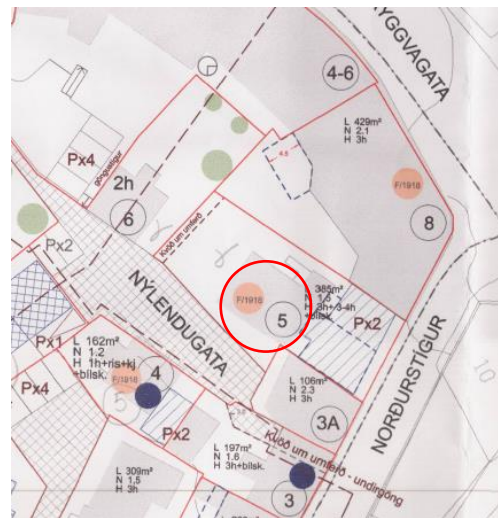 YGGVAGATA
4-6
L 429m²
N 2.1
H 3h
4.8
Px4
göngustígur
2h
F/1918
6
8
Kvöð um umferð
Px2
NÝLENDUGATA
F/1918
5
385m²
N 1.5
H 3h+/-3-4h
+bílsk.
Px2
Px1
L 162m²
N 1.2
H 1h+ris+kj
+bílsk.
F/1918
4
5
Px4
L 106m²
N 2.3
H 3h
3A
NORÐURSTÍGUR
10
Px2
L 197m²
N 1.6
H 3h+bílsk.
Kvöð um umferð - undirgöng
L 309m²
N 1,5
H 3h
3